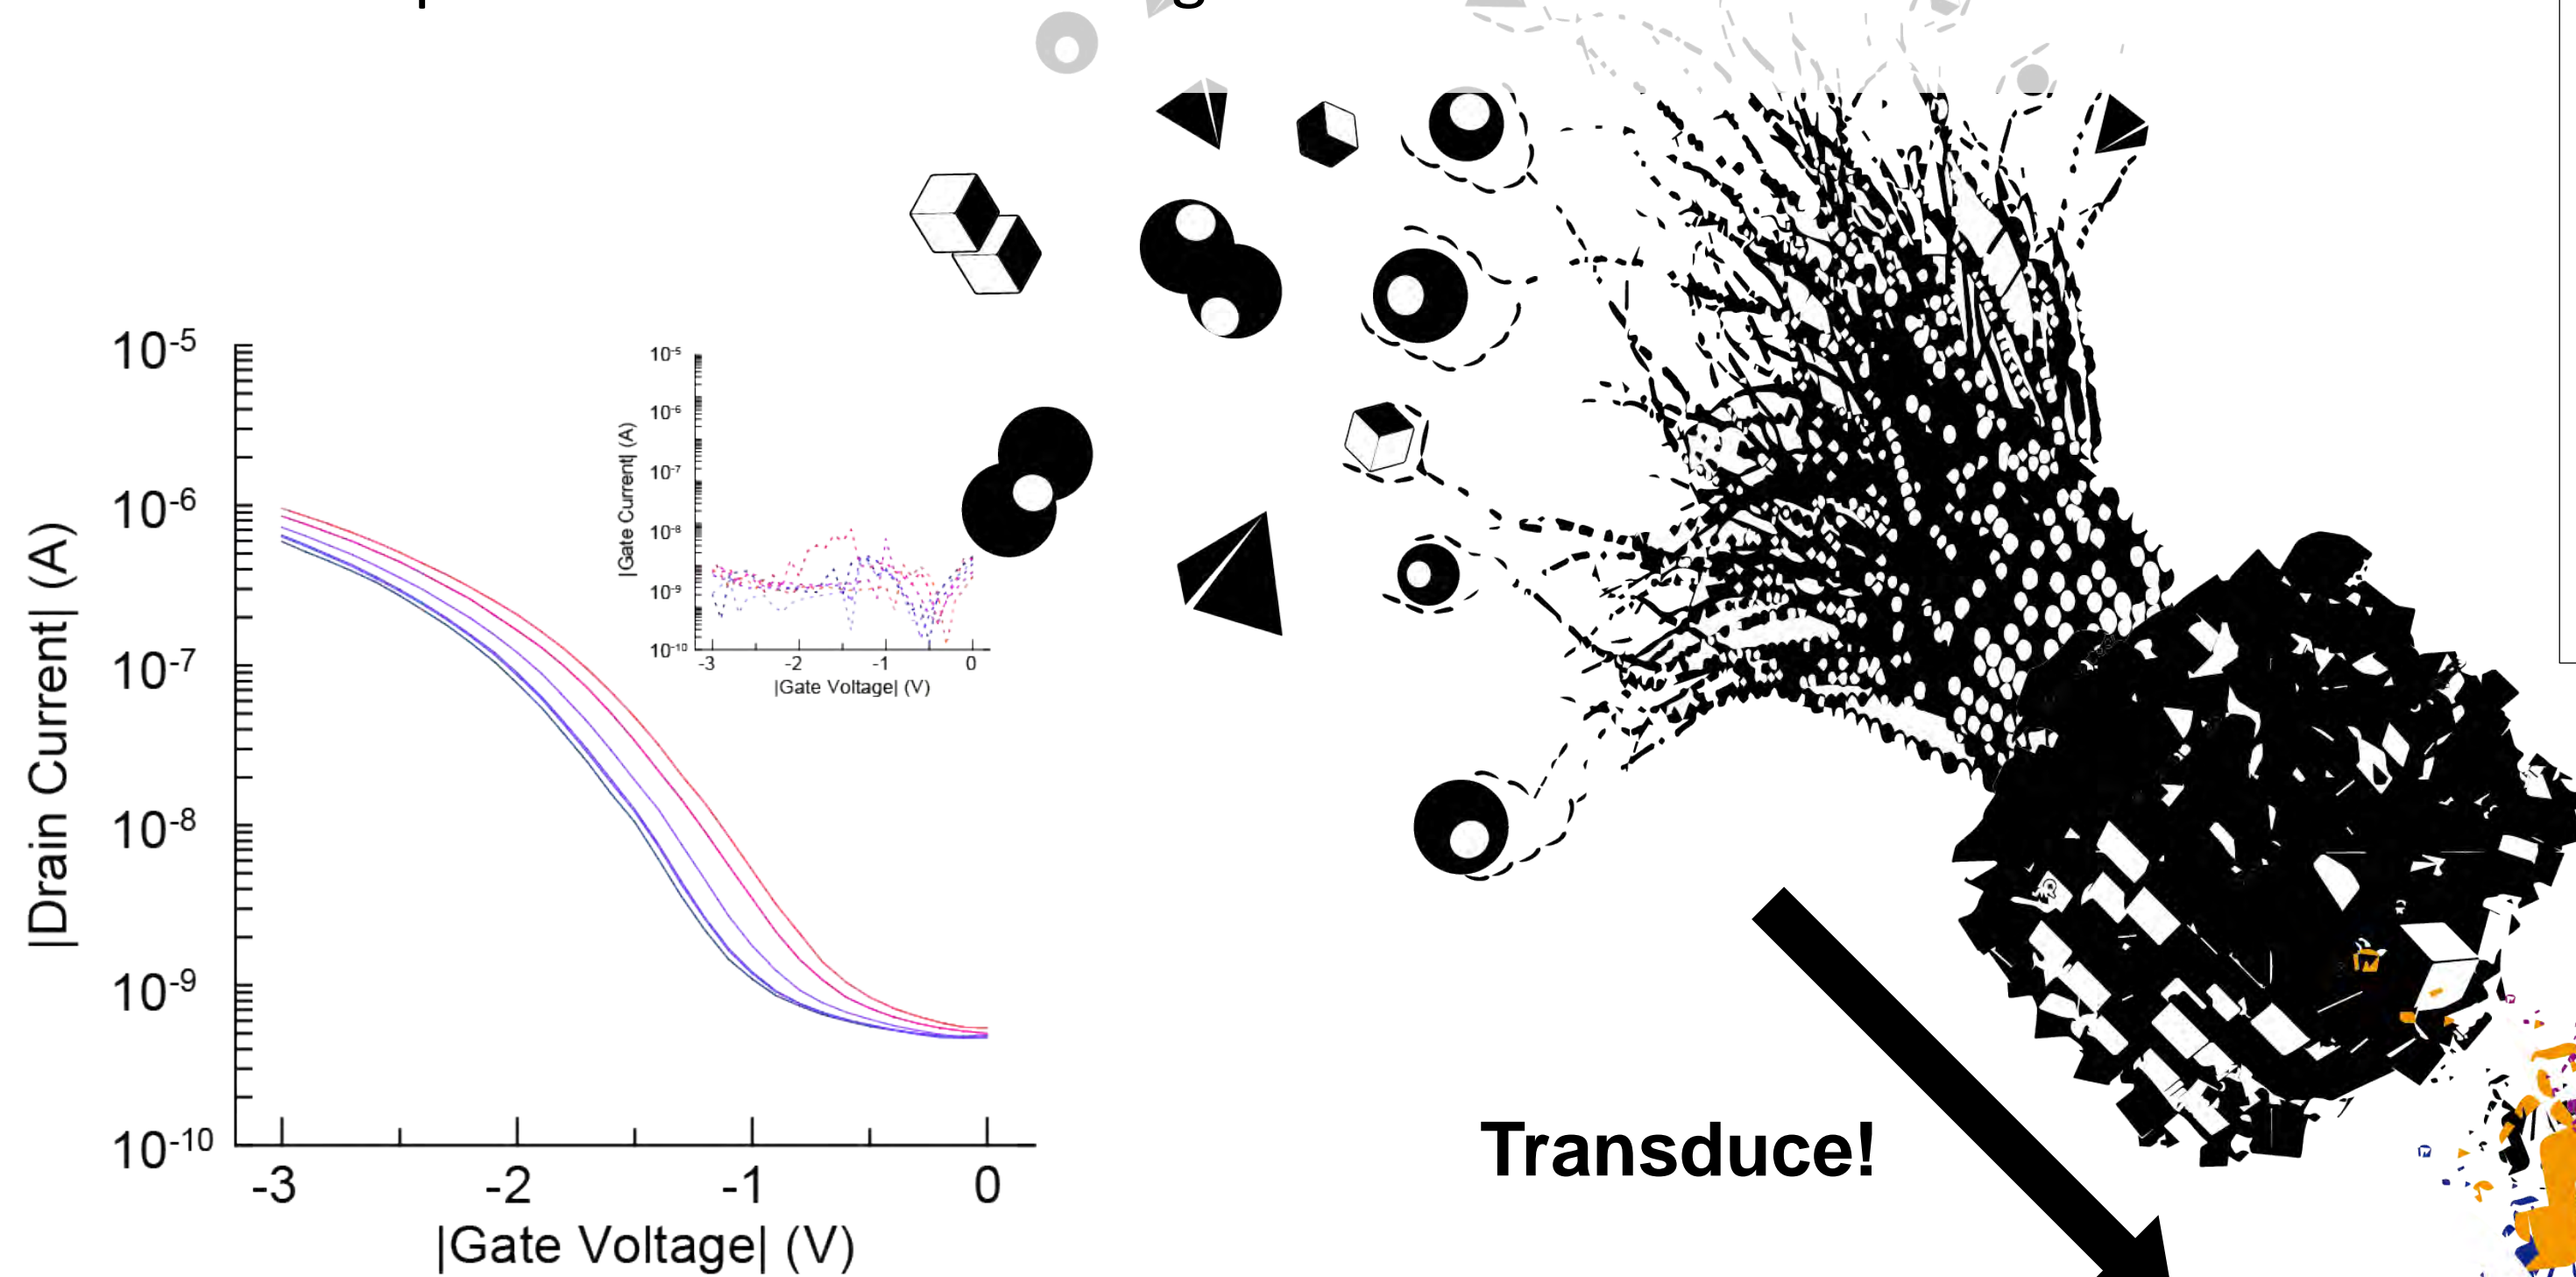 10-5
10-6
10-7
10-8
10-9
10-10
|Drain Current| (A)
-3 -2 -1 0
|Gate Voltage| (V)
10-5
10-6
10-7
10-8
10-9
10-10
|Gate Current| (A)
-3 -2 -1 0
|Gate Voltage| (V)
Transduce!